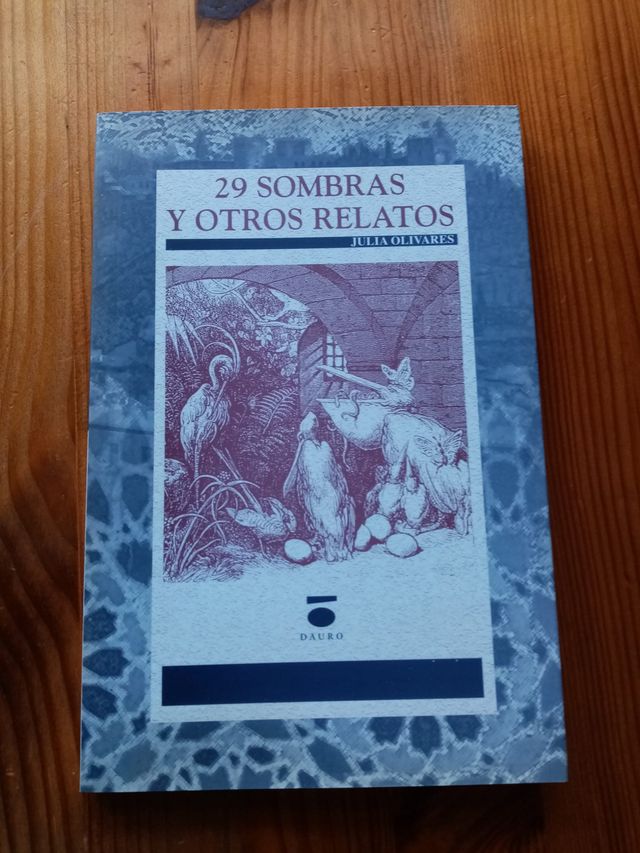 29 SOMBRAS
Y OTROS RELATOS
JULIA OLIVARES
DAURO